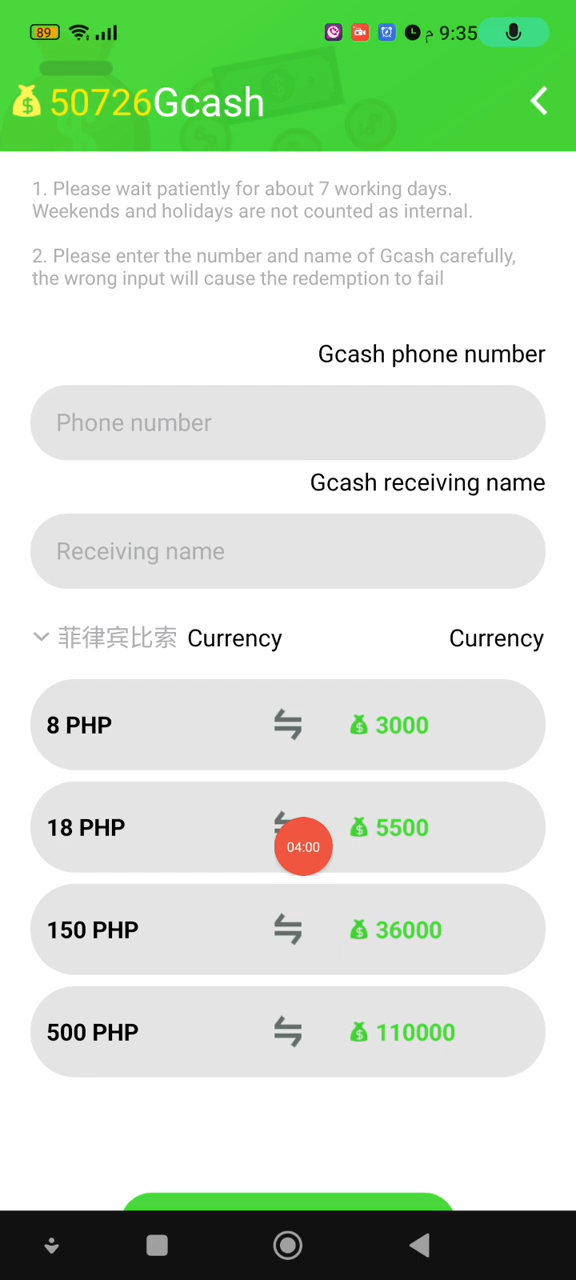 89
م 9:35
50726Gcash
1. Please wait patiently for about 7 working days.
Weekends and holidays are not counted as internal.
2. Please enter the number and name of Gcash carefully,
the wrong input will cause the redemption to fail
Gcash phone number
Phone number
Gcash receiving name
Receiving name
菲律宾比索 Currency
Currency
8 PHP 3000
18 PHP 5500
04:00
150 PHP 36000
500 PHP 110000